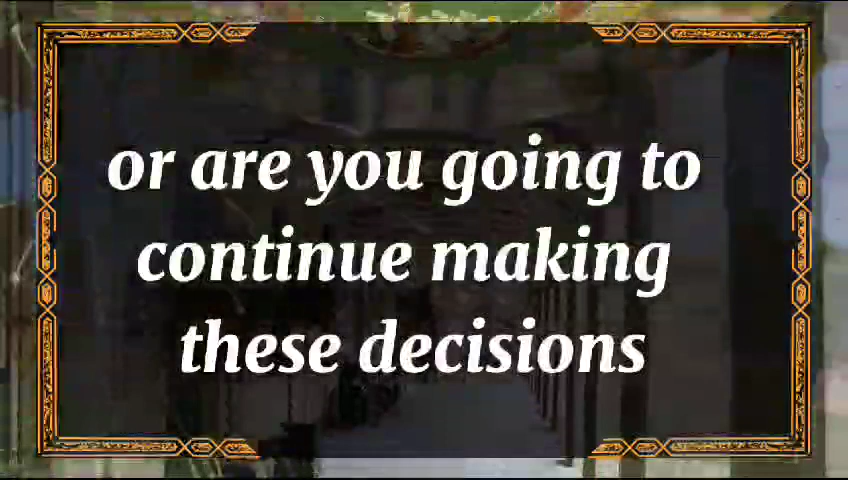 or are you going to
continue making
these decisions